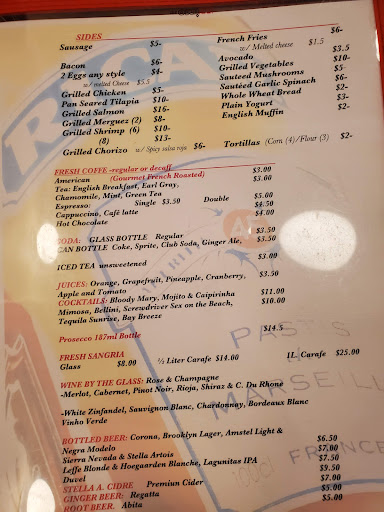 SIDES
Sausage $5-
Bacon $6-
2 Eggs any style $4-
w/ melted Cheese $5.5
Grilled Chicken $5-
Pan Seared Tilapia $10-
Grilled Salmon $16-
Grilled Merguez (2) $8-
Grilled Shrimp (6) $10-
(8) $13-
Grilled Chorizo w/ Spicy salsa roja $6-
French Fries $6-
w/ Melted cheese $1.5
Avocado $3.5
Grilled Vegetables $10-
Sauteed Mushrooms $5-
Sauteed Garlic Spinach $6-
Whole Wheat Bread $2-
Plain Yogurt $3-
English Muffin $2-
Tortillas (Corn (4)/Flour (3) $2-
FRESH COFFE -regular or decaff $3.00
American (Gourmet French Roasted) $3.00
Tea: English Breakfast, Earl Gray,
Chamomile, Mint, Green Tea
Espresso: Single $3.50 Double $5.00
Cappuccino, Café latte $4.50
Hot Chocolate $4.00
SODA: GLASS BOTTLE Regular $3.50
CAN BOTTLE Coke, Sprite, Club Soda, Ginger Ale, $3.50
ICED TEA unsweetened $3.00
JUICES: Orange, Grapefruit, Pineapple, Cranberry, $3.50
Apple and Tomato
COCKTAILS: Bloody Mary, Mojito & Caipirinha $11.00
Mimosa, Bellini, Screwdriver Sex on the Beach, $10.00
Tequila Sunrise, Bay Breeze
Prosecco 187ml Bottle $14.5
FRESH SANGRIA
Glass $8.00 ½ Liter Carafe $14.00 1L. Carafe $25.00
WINE BY THE GLASS: Rose & Champagne
-Merlot, Cabernet, Pinot Noir, Rioja, Shiraz & C. Du Rhone
-White Zinfandel, Sauvignon Blanc, Chardonnay, Bordeaux Blanc
Vinho Verde
BOTTLED BEER: Corona, Brooklyn Lager, Amstel Light & $6.50
Negra Modelo $7.00
Sierra Nevada & Stella Artois $7.50
Leffe Blonde & Hoegaarden Blanche, Lagunitas IPA $9.50
Duvel $7.00
STELLA A. CIDRE Premiun Cider $5.00
GINGER BEER: Regatta $5.00
ROOT BEER. Abita
RICA
PASTIS
MARSEILL
FRANCE